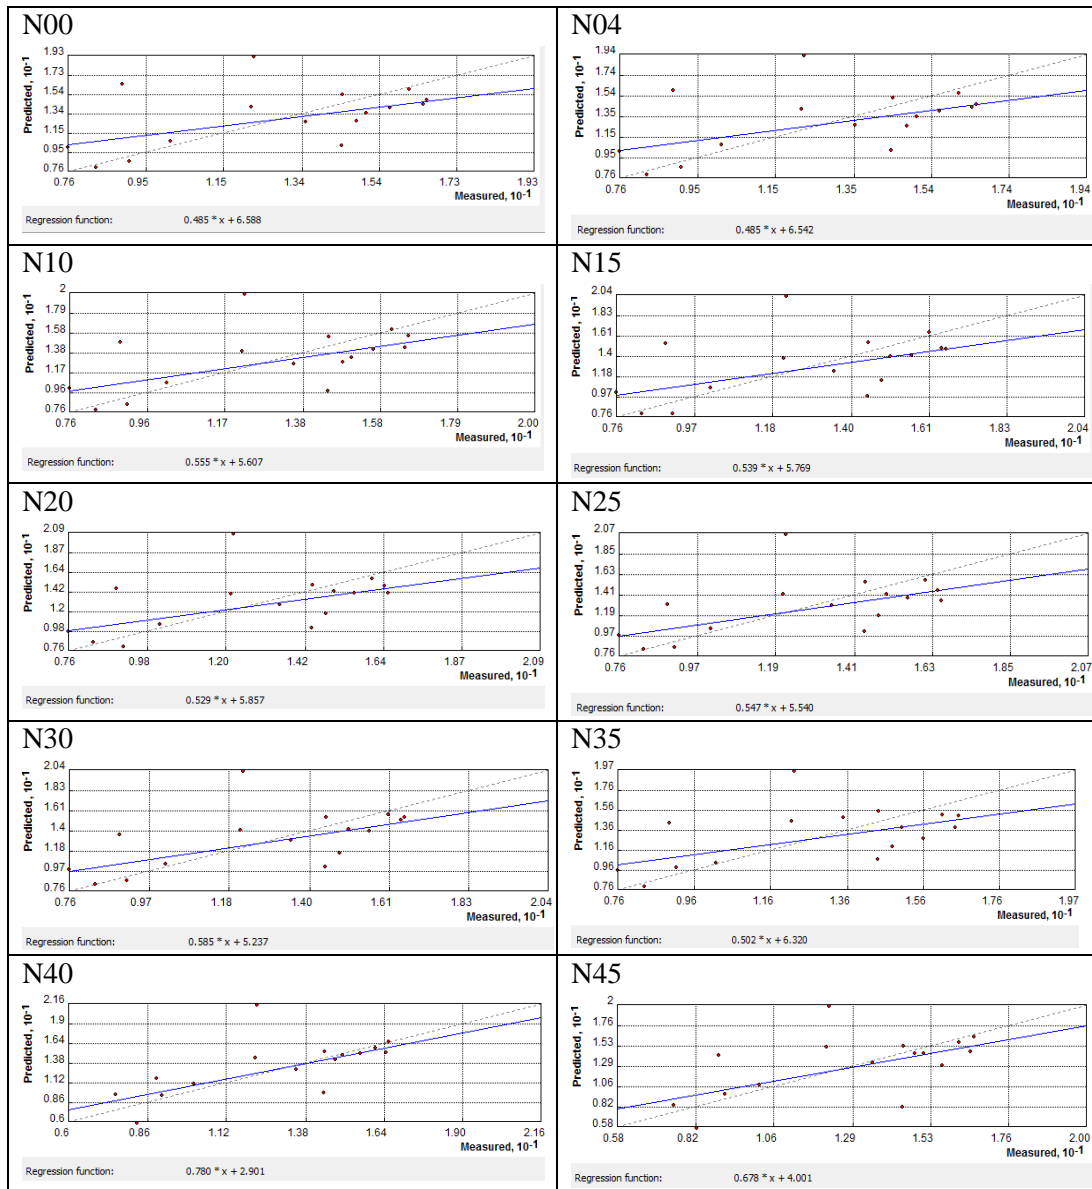 N00
Predicted, 10⁻¹
1.93
1.73
1.54
1.34
1.15
0.95
0.76
0.76 0.95 1.15 1.34 1.54 1.73 1.93
Measured, 10⁻¹
Regression function: 0.485 * x + 6.588
N04
Predicted, 10⁻¹
1.94
1.74
1.54
1.35
1.15
0.95
0.76
0.76 0.95 1.15 1.35 1.54 1.74 1.94
Measured, 10⁻¹
Regression function: 0.485 * x + 6.542
N10
Predicted, 10⁻¹
2
1.79
1.58
1.38
1.17
0.96
0.76
0.76 0.96 1.17 1.38 1.58 1.79 2.00
Measured, 10⁻¹
Regression function: 0.555 * x + 5.607
N15
Predicted, 10⁻¹
2.04
1.83
1.61
1.4
1.18
0.97
0.76
0.76 0.97 1.18 1.40 1.61 1.83 2.04
Measured, 10⁻¹
Regression function: 0.539 * x + 5.769
N20
Predicted, 10⁻¹
2.09
1.87
1.64
1.42
1.2
0.98
0.76
0.76 0.98 1.20 1.42 1.64 1.87 2.09
Measured, 10⁻¹
Regression function: 0.529 * x + 5.857
N25
Predicted, 10⁻¹
2.07
1.85
1.63
1.41
1.19
0.97
0.76
0.76 0.97 1.19 1.41 1.63 1.85 2.07
Measured, 10⁻¹
Regression function: 0.547 * x + 5.540
N30
Predicted, 10⁻¹
2.04
1.83
1.61
1.4
1.18
0.97
0.76
0.76 0.97 1.18 1.40 1.61 1.83 2.04
Measured, 10⁻¹
Regression function: 0.585 * x + 5.237
N35
Predicted, 10⁻¹
1.97
1.76
1.56
1.36
1.16
0.96
0.76
0.76 0.96 1.16 1.36 1.56 1.76 1.97
Measured, 10⁻¹
Regression function: 0.502 * x + 6.320
N40
Predicted, 10⁻¹
2.16
1.9
1.64
1.38
1.12
0.86
0.6
0.6 0.86 1.12 1.38 1.64 1.90 2.16
Measured, 10⁻¹
Regression function: 0.780 * x + 2.901
N45
Predicted, 10⁻¹
2
1.76
1.53
1.29
1.06
0.82
0.58
0.58 0.82 1.06 1.29 1.53 1.76 2.00
Measured, 10⁻¹
Regression function: 0.678 * x + 4.001